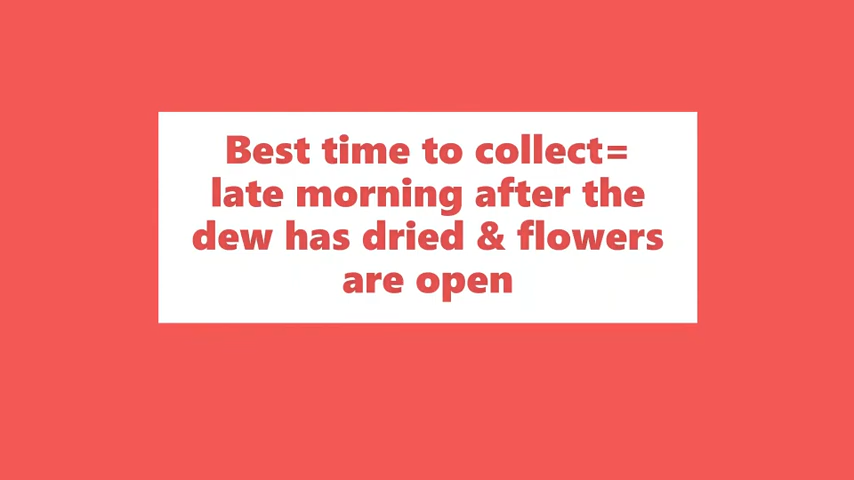 Best time to collect=
late morning after the
dew has dried & flowers
are open